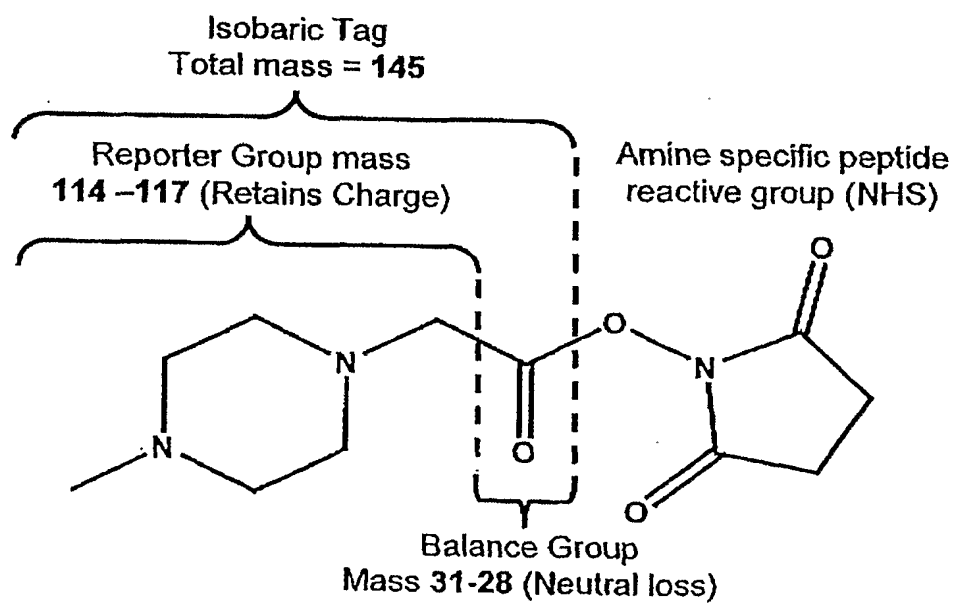 Isobaric Tag
Total mass = 145
Reporter Group mass
114 –117 (Retains Charge)
Amine specific peptide
reactive group (NHS)
O
O
N
N
N
O
O
Balance Group
Mass 31-28 (Neutral loss)